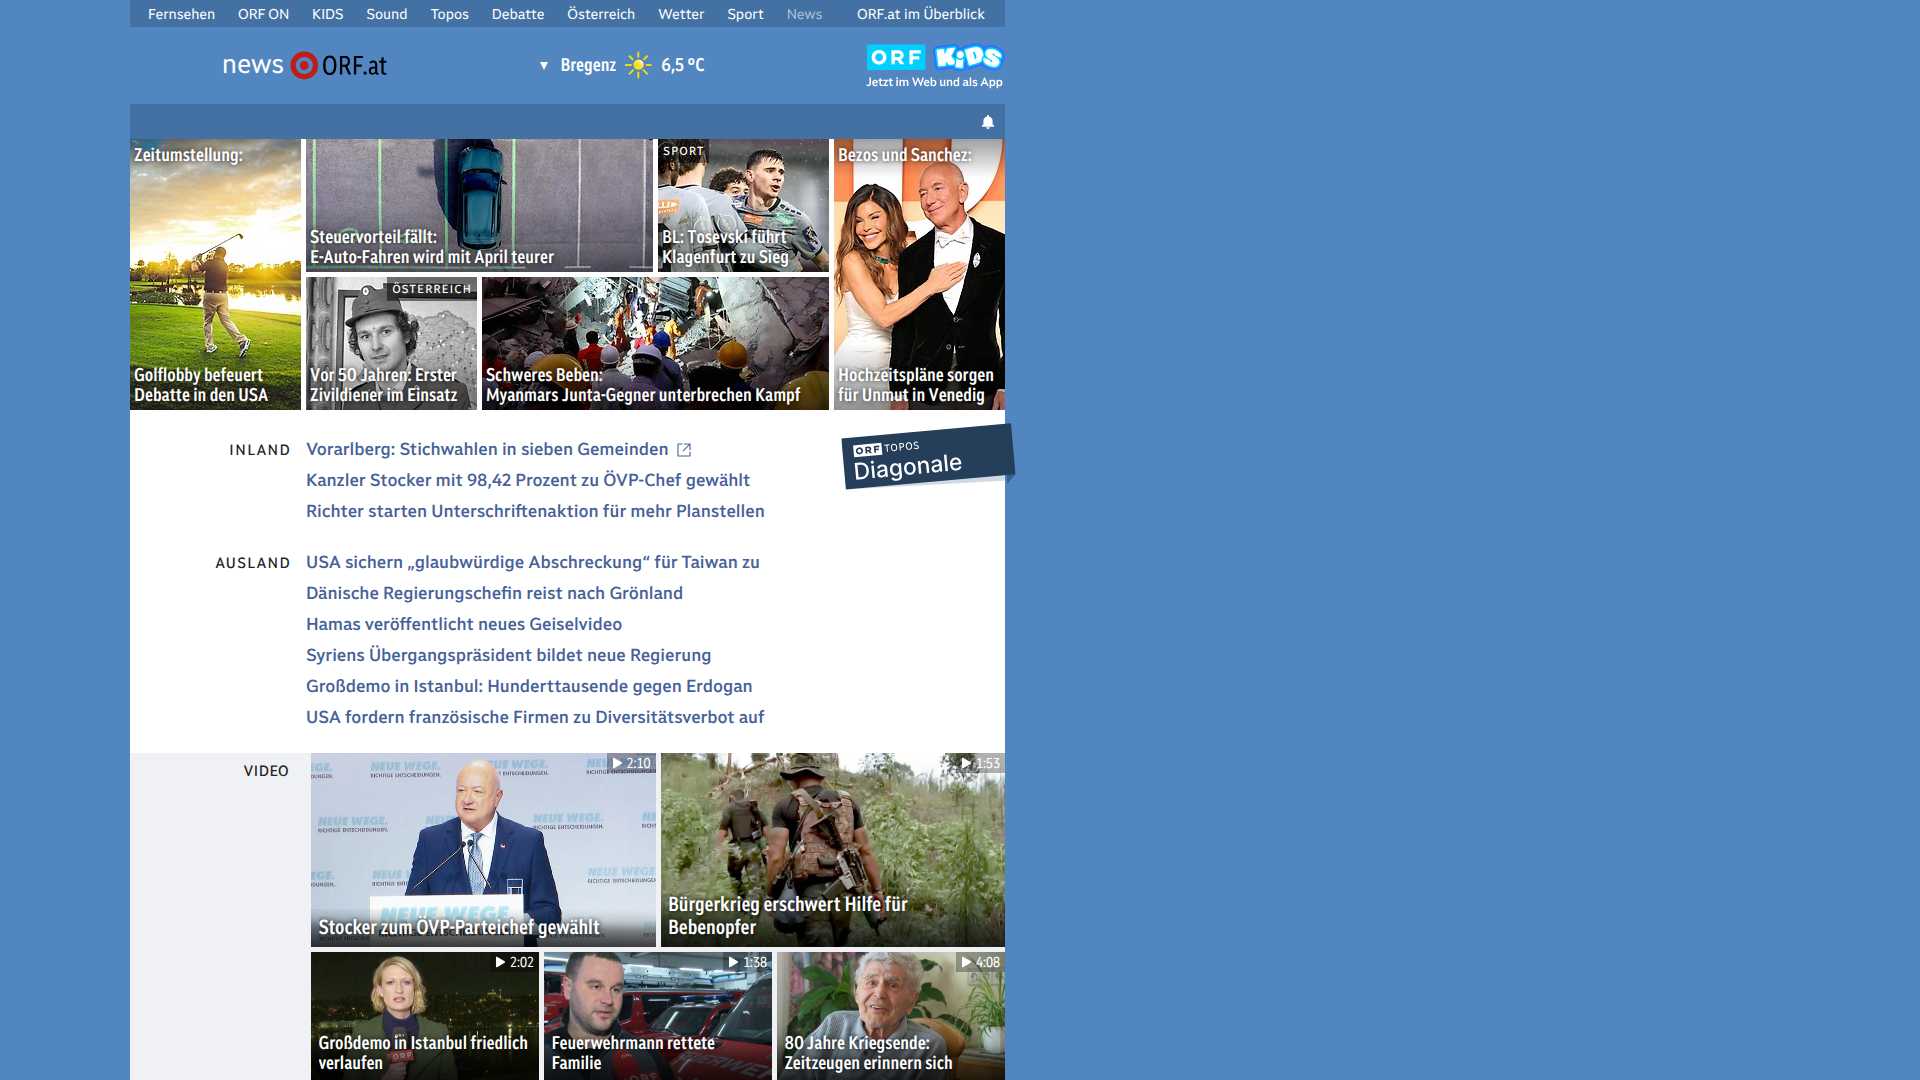 Fernsehen ORF ON KIDS Sound Topos Debatte Österreich Wetter Sport News ORF.at im Überblick
news ORF.at
Bregenz 6,5 °C
ORF KiDS
Jetzt im Web und als App
Zeitumstellung:
Golflobby befeuert
Debatte in den USA
Steuervorteil fällt:
E-Auto-Fahren wird mit April teurer
SPORT
BL: Tosevski führt
Klagenfurt zu Sieg
Bezos und Sanchez:
Hochzeitspläne sorgen
für Unmut in Venedig
ÖSTERREICH
Vor 50 Jahren: Erster
Zivildiener im Einsatz
Schweres Beben:
Myanmars Junta-Gegner unterbrechen Kampf
INLAND
Vorarlberg: Stichwahlen in sieben Gemeinden
Kanzler Stocker mit 98,42 Prozent zu ÖVP-Chef gewählt
Richter starten Unterschriftenaktion für mehr Planstellen
ORF TOPOS
Diagonale
AUSLAND
USA sichern „glaubwürdige Abschreckung“ für Taiwan zu
Dänische Regierungschefin reist nach Grönland
Hamas veröffentlicht neues Geiselvideo
Syriens Übergangspräsident bildet neue Regierung
Großdemo in Istanbul: Hunderttausende gegen Erdogan
USA fordern französische Firmen zu Diversitätsverbot auf
VIDEO
2:10
NEUE WEGE.
RICHTIGE ENTSCHEIDUNGEN.
NEUE WEGE
Stocker zum ÖVP-Parteichef gewählt
1:53
Bürgerkrieg erschwert Hilfe für
Bebenopfer
2:02
ORF
Großdemo in Istanbul friedlich
verlaufen
1:38
Feuerwehrmann rettete
Familie
ORF
4:08
80 Jahre Kriegsende:
Zeitzeugen erinnern sich